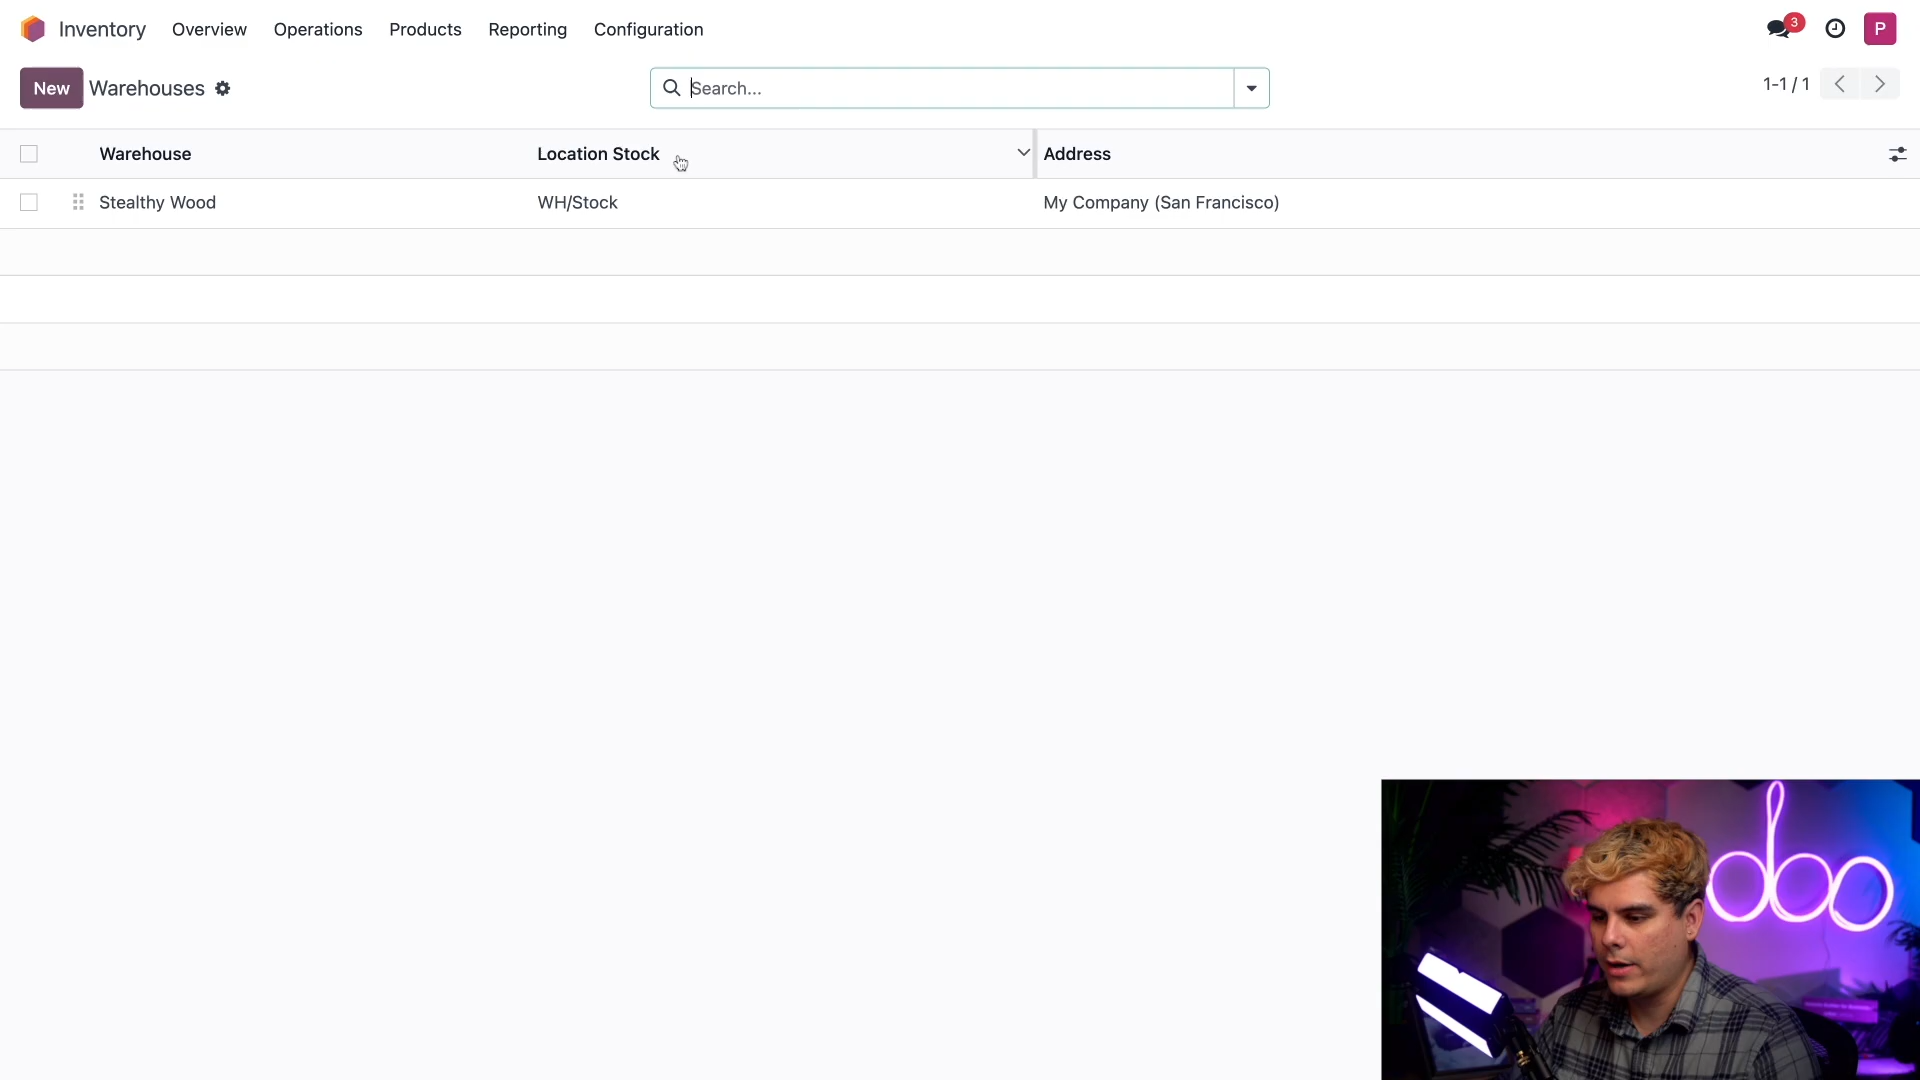 Inventory Overview Operations Products Reporting Configuration 3 P
New Warehouses Search... 1-1 / 1
Warehouse Location Stock Address
Stealthy Wood WH/Stock My Company (San Francisco)
odoo